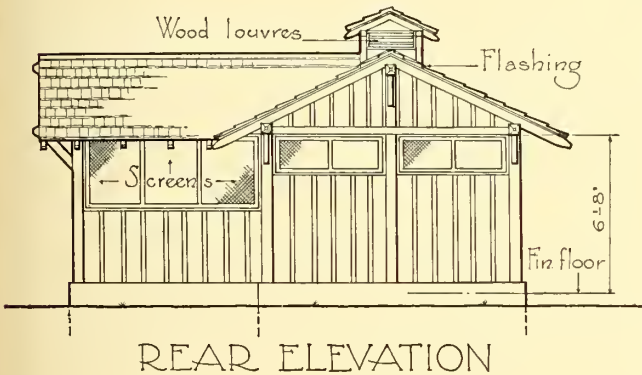 Wood louvres
Flashing
Screens
6'-8"
Fin. floor
REAR ELEVATION